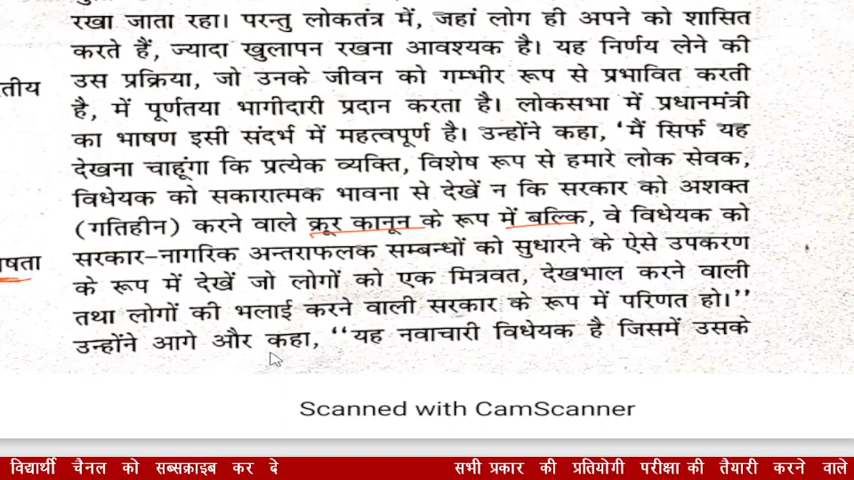 रखा जाता रहा। परन्तु लोकतंत्र में, जहां लोग ही अपने को शासित
करते हैं, ज्यादा खुलापन रखना आवश्यक है। यह निर्णय लेने की
उस प्रक्रिया, जो उनके जीवन को गम्भीर रूप से प्रभावित करती
है, में पूर्णतया भागीदारी प्रदान करता है। लोकसभा में प्रधानमंत्री
का भाषण इसी संदर्भ में महत्वपूर्ण है। उन्होंने कहा, 'मैं सिर्फ यह
देखना चाहूंगा कि प्रत्येक व्यक्ति, विशेष रूप से हमारे लोक सेवक,
विधेयक को सकारात्मक भावना से देखें न कि सरकार को अशक्त
(गतिहीन) करने वाले क्रूर कानून के रूप में बल्कि, वे विधेयक को
सरकार–नागरिक अन्तराफलक सम्बन्धों को सुधारने के ऐसे उपकरण
के रूप में देखें जो लोगों को एक मित्रवत, देखभाल करने वाली
तथा लोगों की भलाई करने वाली सरकार के रूप में परिणत हो।''
उन्होंने आगे और कहा, ''यह नवाचारी विधेयक है जिसमें उसके
Scanned with CamScanner
विद्यार्थी चैनल को सब्सक्राइब कर दे सभी प्रकार की प्रतियोगी परीक्षा की तैयारी करने वाले